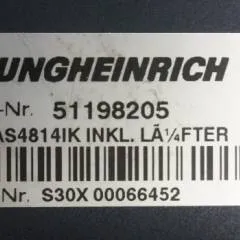 UNGHEINRICH
-Nr. 51198205
AS4814IK INKL. LÃ¼FTER
Nr. S30X 00066452